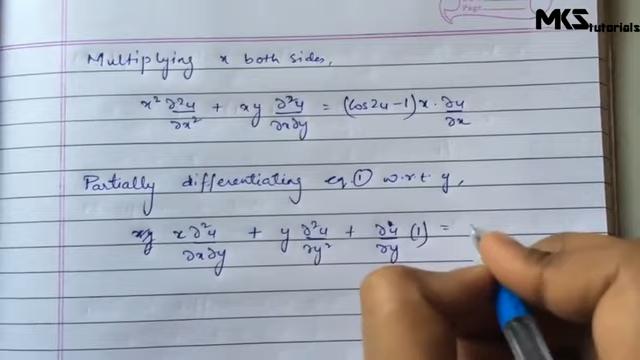 MKS tutorials
Page
Multiplying x both sides,
x² ∂²u/∂x² + xy ∂²u/∂x∂y = (cos2u-1) x . ∂u/∂x
Partially differentiating eq. ① w.r.t. y,
x ∂²u/∂x∂y + y ∂²u/∂y² + ∂u/∂y (1) =